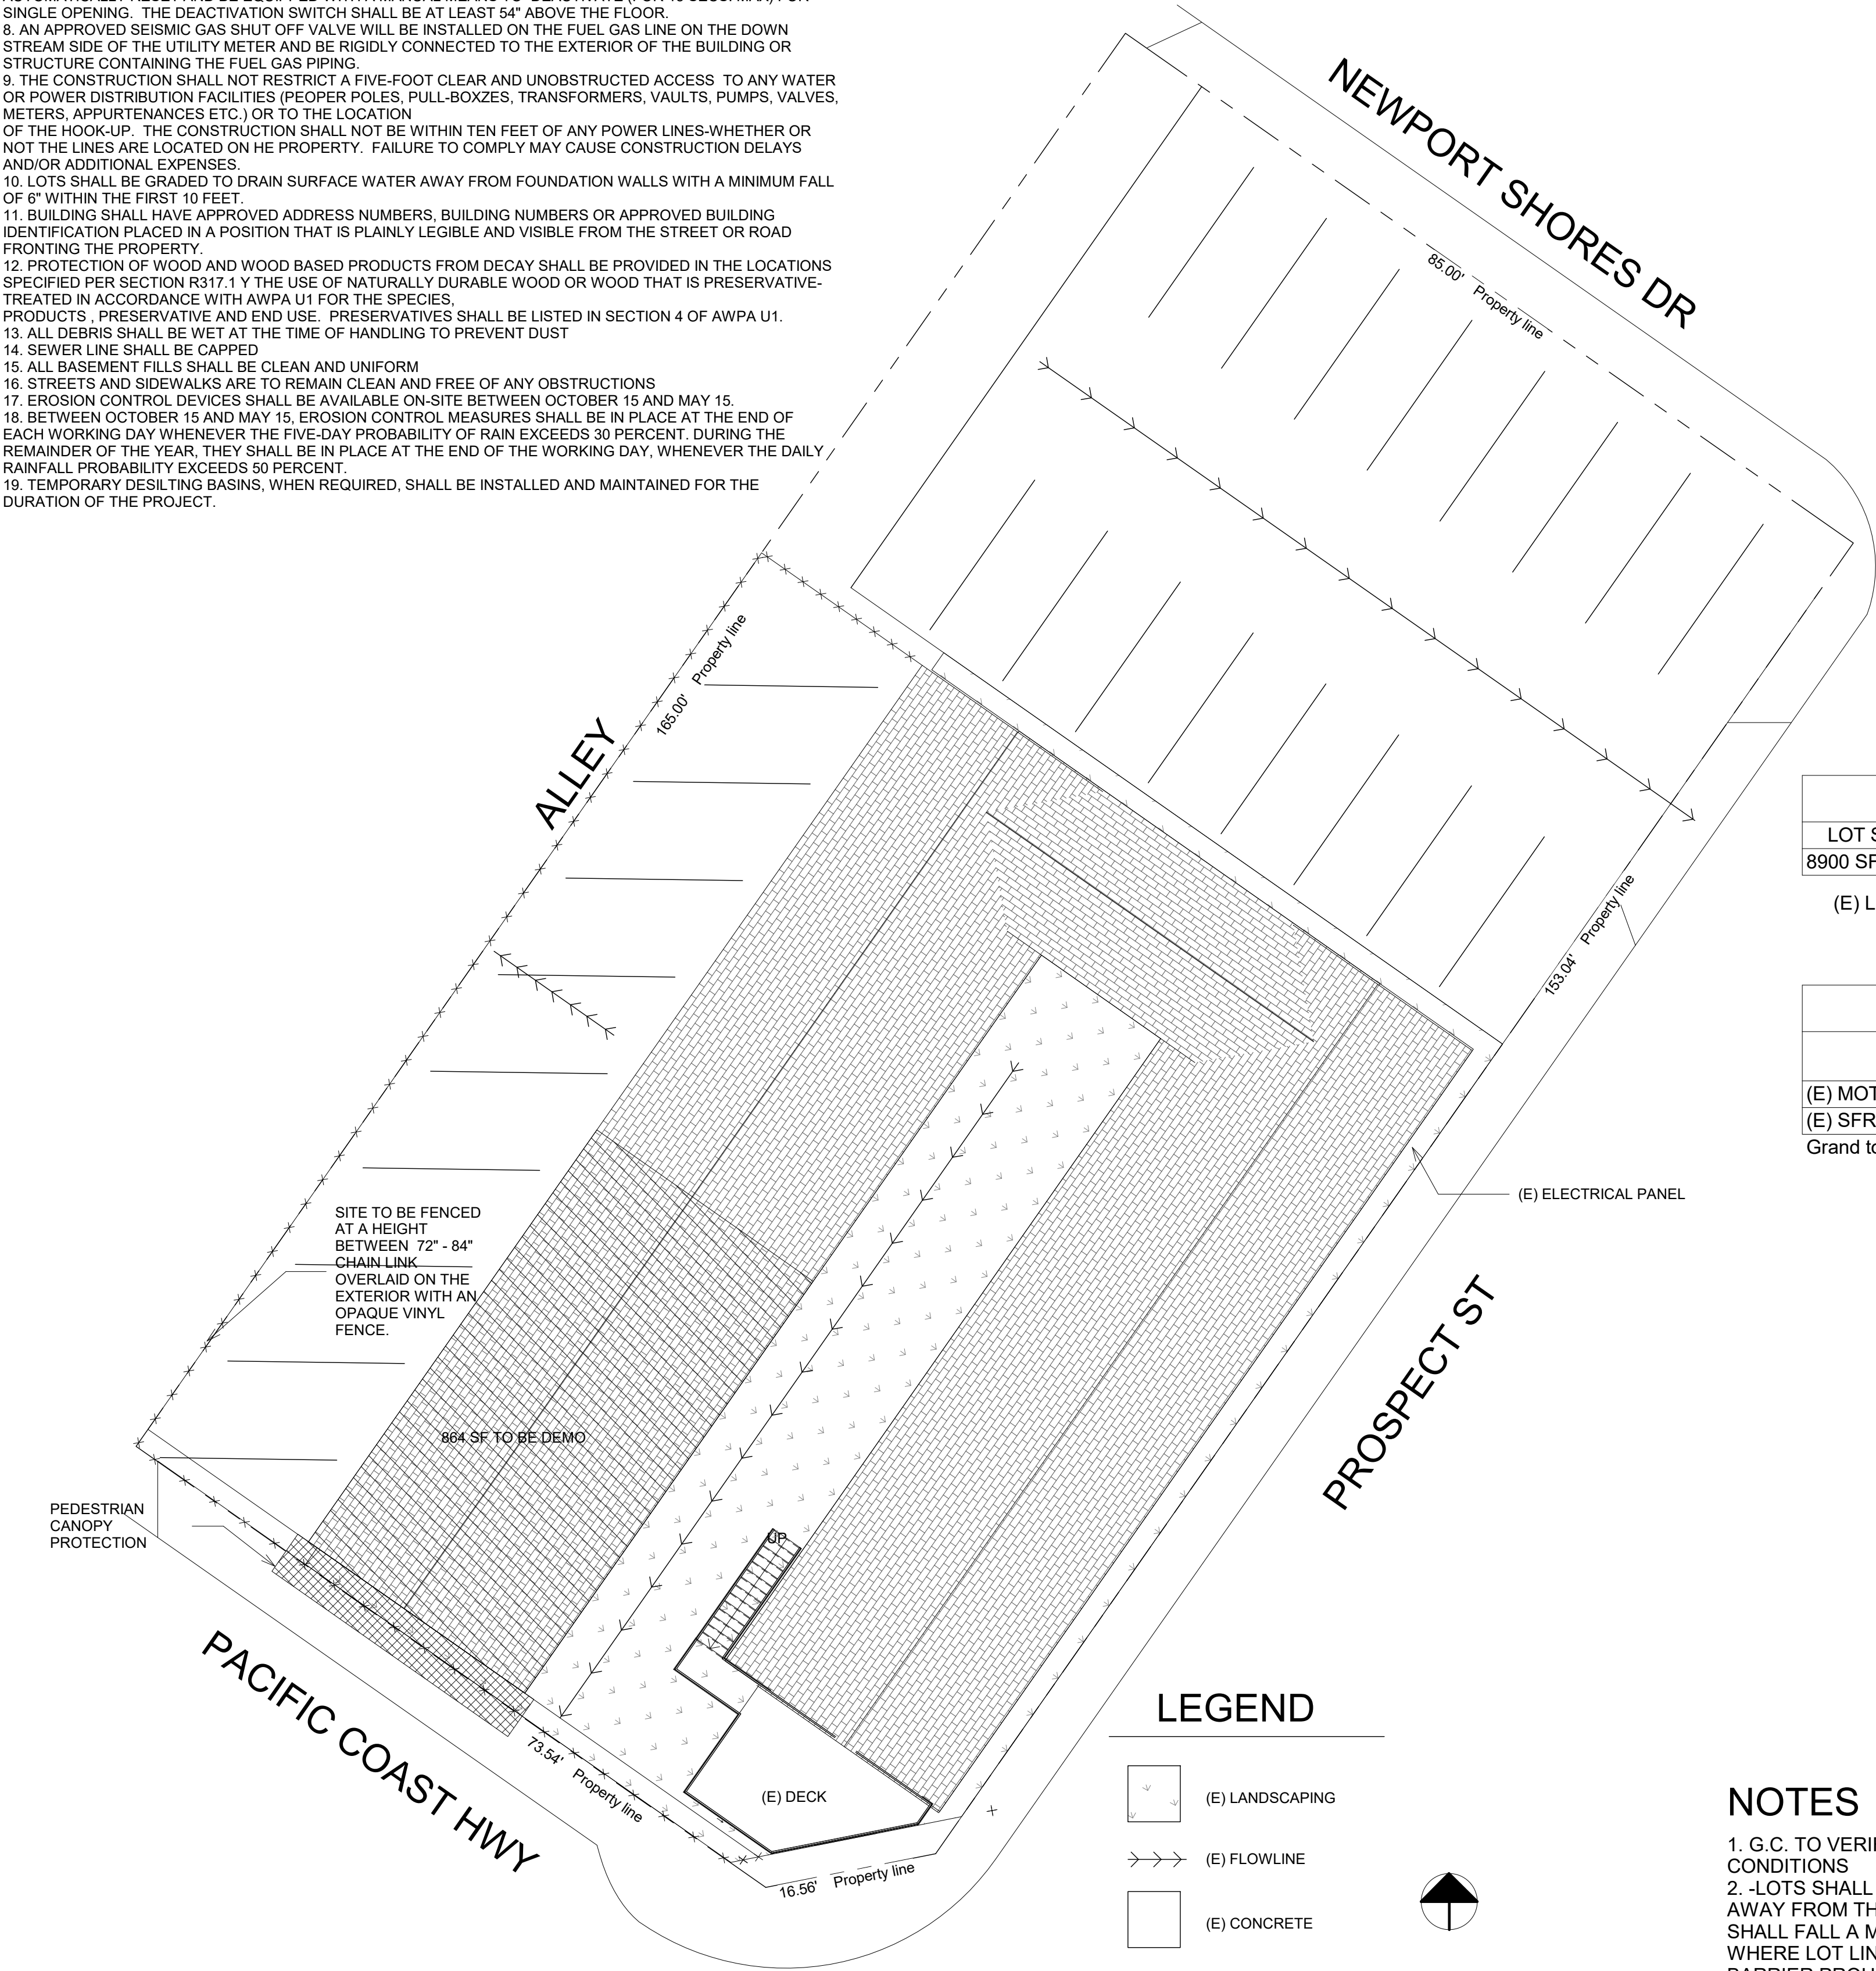 SINGLE OPENING. THE DEACTIVATION SWITCH SHALL BE AT LEAST 54" ABOVE THE FLOOR.
8. AN APPROVED SEISMIC GAS SHUT OFF VALVE WILL BE INSTALLED ON THE FUEL GAS LINE ON THE DOWN
STREAM SIDE OF THE UTILITY METER AND BE RIGIDLY CONNECTED TO THE EXTERIOR OF THE BUILDING OR
STRUCTURE CONTAINING THE FUEL GAS PIPING.
9. THE CONSTRUCTION SHALL NOT RESTRICT A FIVE-FOOT CLEAR AND UNOBSTRUCTED ACCESS TO ANY WATER
OR POWER DISTRIBUTION FACILITIES (PEOPER POLES, PULL-BOXZES, TRANSFORMERS, VAULTS, PUMPS, VALVES,
METERS, APPURTENANCES ETC.) OR TO THE LOCATION
OF THE HOOK-UP. THE CONSTRUCTION SHALL NOT BE WITHIN TEN FEET OF ANY POWER LINES-WHETHER OR
NOT THE LINES ARE LOCATED ON HE PROPERTY. FAILURE TO COMPLY MAY CAUSE CONSTRUCTION DELAYS
AND/OR ADDITIONAL EXPENSES.
10. LOTS SHALL BE GRADED TO DRAIN SURFACE WATER AWAY FROM FOUNDATION WALLS WITH A MINIMUM FALL
OF 6" WITHIN THE FIRST 10 FEET.
11. BUILDING SHALL HAVE APPROVED ADDRESS NUMBERS, BUILDING NUMBERS OR APPROVED BUILDING
IDENTIFICATION PLACED IN A POSITION THAT IS PLAINLY LEGIBLE AND VISIBLE FROM THE STREET OR ROAD
FRONTING THE PROPERTY.
12. PROTECTION OF WOOD AND WOOD BASED PRODUCTS FROM DECAY SHALL BE PROVIDED IN THE LOCATIONS
SPECIFIED PER SECTION R317.1 Y THE USE OF NATURALLY DURABLE WOOD OR WOOD THAT IS PRESERVATIVE-
TREATED IN ACCORDANCE WITH AWPA U1 FOR THE SPECIES,
PRODUCTS , PRESERVATIVE AND END USE. PRESERVATIVES SHALL BE LISTED IN SECTION 4 OF AWPA U1.
13. ALL DEBRIS SHALL BE WET AT THE TIME OF HANDLING TO PREVENT DUST
14. SEWER LINE SHALL BE CAPPED
15. ALL BASEMENT FILLS SHALL BE CLEAN AND UNIFORM
16. STREETS AND SIDEWALKS ARE TO REMAIN CLEAN AND FREE OF ANY OBSTRUCTIONS
17. EROSION CONTROL DEVICES SHALL BE AVAILABLE ON-SITE BETWEEN OCTOBER 15 AND MAY 15.
18. BETWEEN OCTOBER 15 AND MAY 15, EROSION CONTROL MEASURES SHALL BE IN PLACE AT THE END OF
EACH WORKING DAY WHENEVER THE FIVE-DAY PROBABILITY OF RAIN EXCEEDS 30 PERCENT. DURING THE
REMAINDER OF THE YEAR, THEY SHALL BE IN PLACE AT THE END OF THE WORKING DAY, WHENEVER THE DAILY
RAINFALL PROBABILITY EXCEEDS 50 PERCENT.
19. TEMPORARY DESILTING BASINS, WHEN REQUIRED, SHALL BE INSTALLED AND MAINTAINED FOR THE
DURATION OF THE PROJECT.
NEWPORT SHORES DR
85.00' Property line
165.00' Property line
ALLEY
LOT
8900 SF
(E) L
153.04' Property line
(E) MOT
(E) SFR
Grand to
(E) ELECTRICAL PANEL
SITE TO BE FENCED
AT A HEIGHT
BETWEEN 72" - 84"
CHAIN LINK
OVERLAID ON THE
EXTERIOR WITH AN
OPAQUE VINYL
FENCE.
PROSPECT ST
864 SF TO BE DEMO
PEDESTRIAN
CANOPY
PROTECTION
UP
PACIFIC COAST HWY
73.54' Property line
(E) DECK
16.56' Property line
LEGEND
(E) LANDSCAPING
(E) FLOWLINE
(E) CONCRETE
NOTES
1. G.C. TO VERI
CONDITIONS
2. -LOTS SHALL
AWAY FROM TH
SHALL FALL A M
WHERE LOT LIN